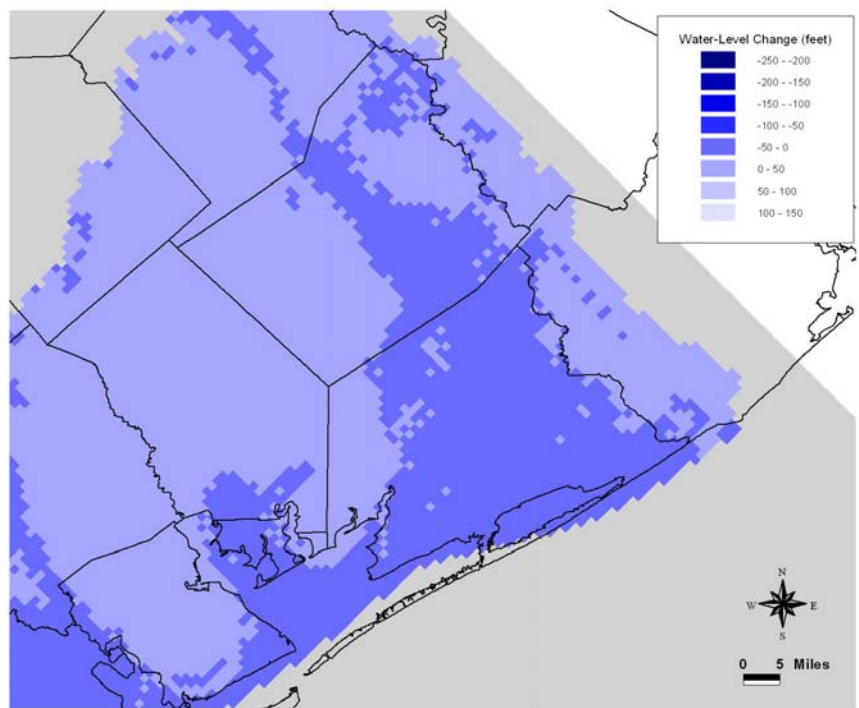 Water-Level Change (feet)
-250 - -200
-200 - -150
-150 - -100
-100 - -50
-50 - 0
0 - 50
50 - 100
100 - 150
N
W E
S
0 5 Miles